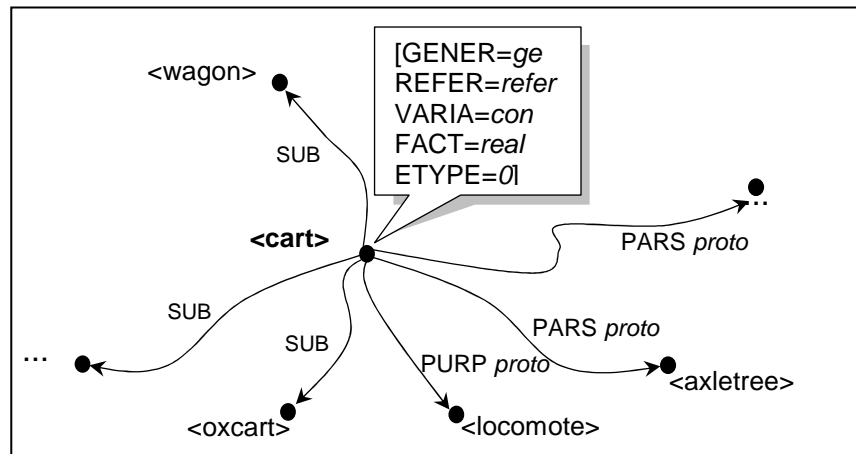 [GENER=ge
REFER=refer
VARIA=con
FACT=real
ETYPE=0]
<wagon>
SUB
...
<cart>
PARS proto
SUB
PARS proto
...
SUB
PURP proto
<axletree>
<oxcart>
<locomote>